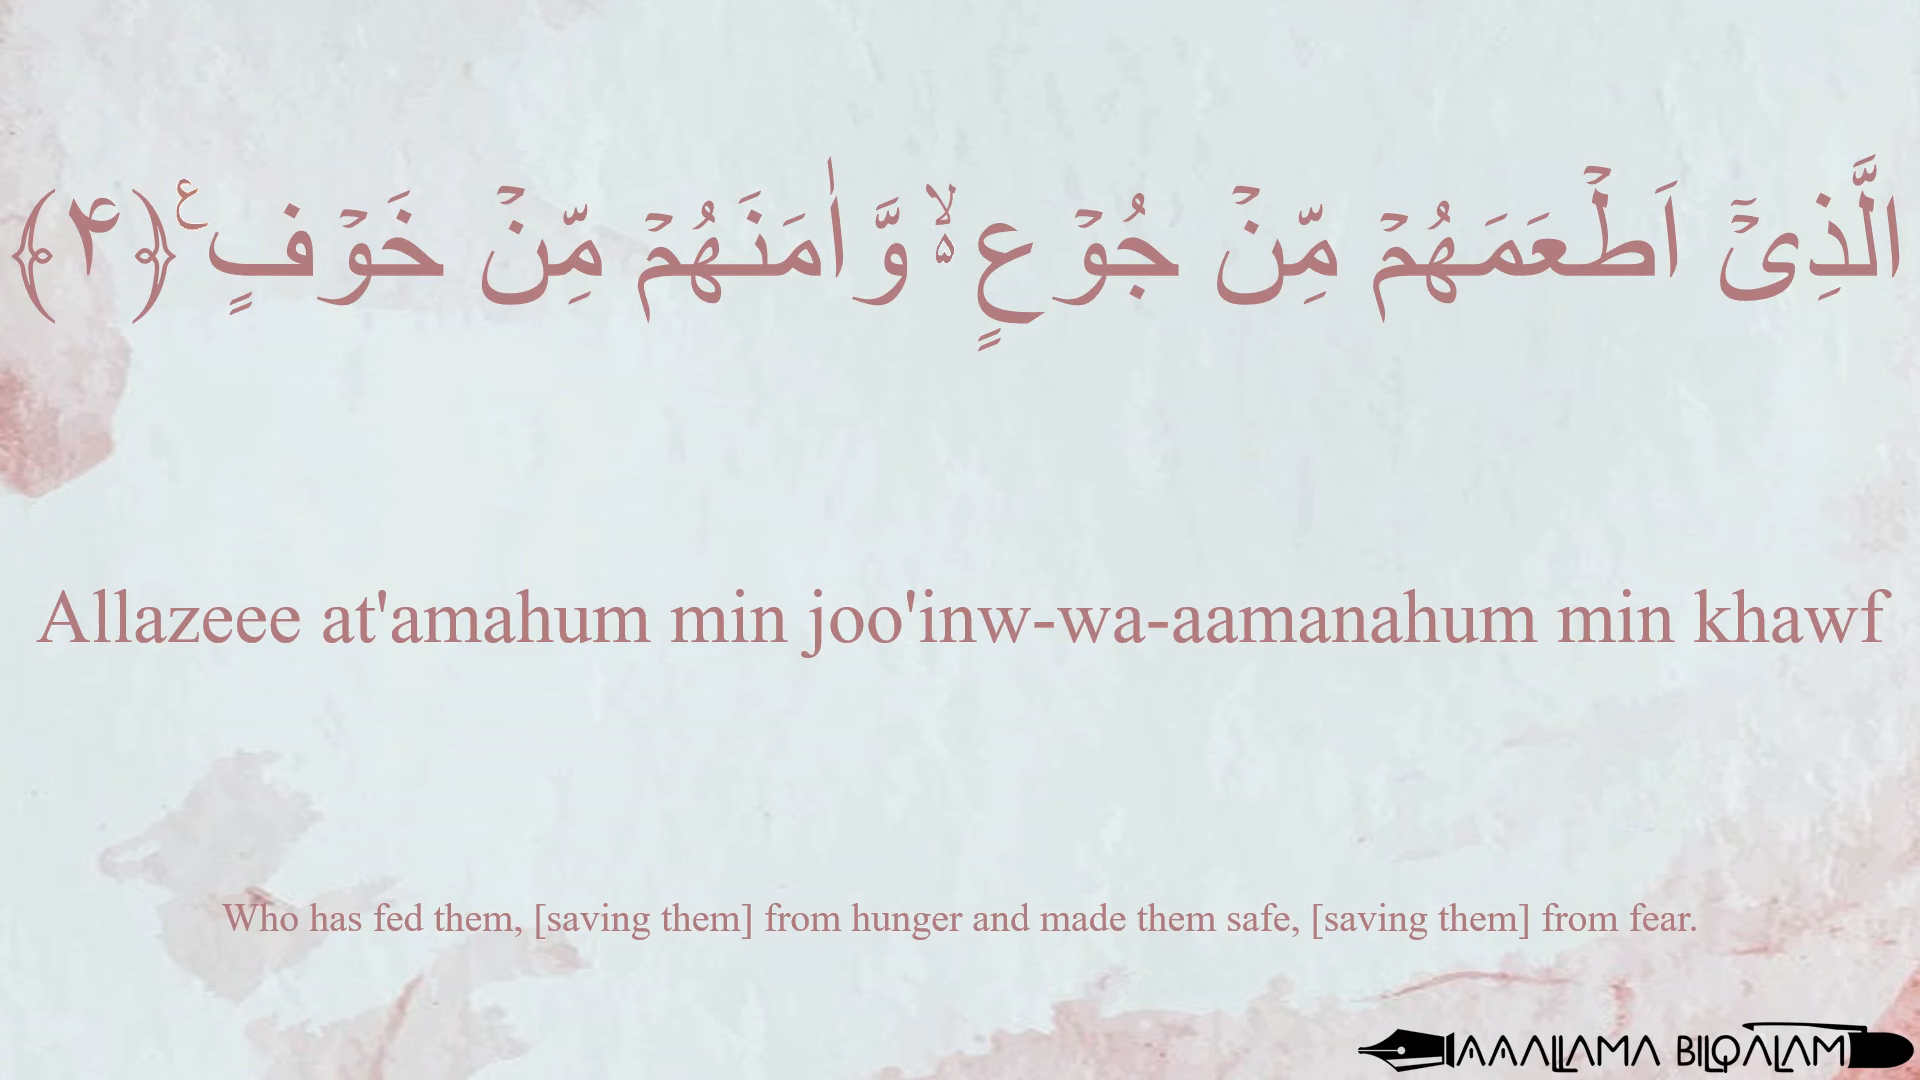 الَّذِیْۤ اَطْعَمَهُمْ مِّنْ جُوْعٍ ۙ۬ وَّاٰمَنَهُمْ مِّنْ خَوْفٍ ۠﴿۴﴾
Allazeee at'amahum min joo'inw-wa-aamanahum min khawf
Who has fed them, [saving them] from hunger and made them safe, [saving them] from fear.
AAALLAMA BILQALAM